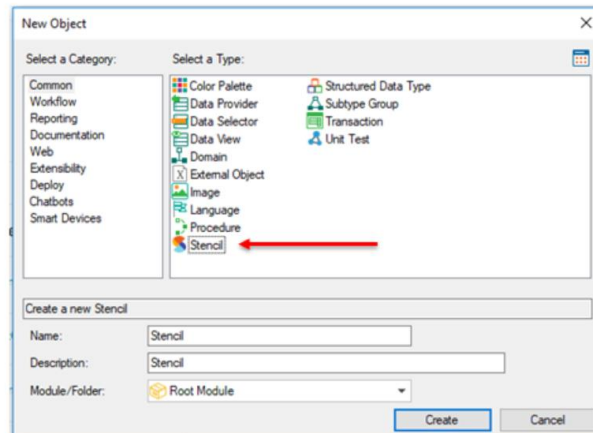 New Object
Select a Category:
Select a Type:
Common
Workflow
Reporting
Documentation
Web
Extensibility
Deploy
Chatbots
Smart Devices
Color Palette
Data Provider
Data Selector
Data View
Domain
External Object
Image
Language
Procedure
Stencil
Structured Data Type
Subtype Group
Transaction
Unit Test
Create a new Stencil
Name: Stencil
Description: Stencil
Module/Folder: Root Module
Create Cancel